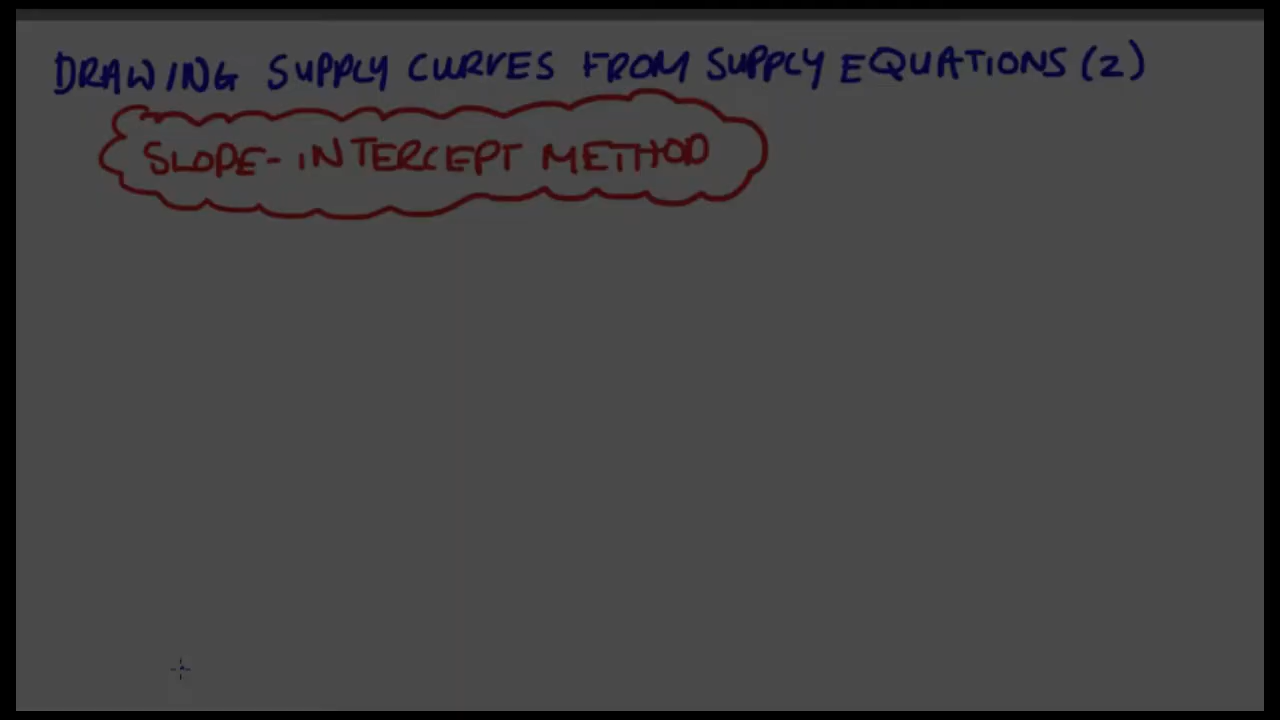 DRAWING SUPPLY CURVES FROM SUPPLY EQUATIONS (2)
SLOPE-INTERCEPT METHOD